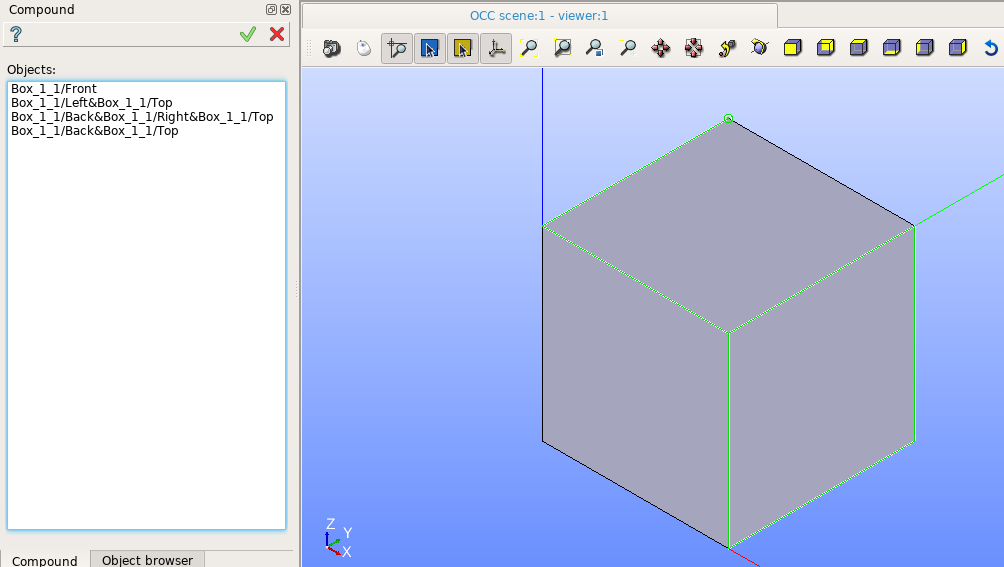 Compound
OCC scene:1 - viewer:1
?
Objects:
Box_1_1/Front
Box_1_1/Left&Box_1_1/Top
Box_1_1/Back&Box_1_1/Right&Box_1_1/Top
Box_1_1/Back&Box_1_1/Top
Z
Y
X
Compound
Object browser